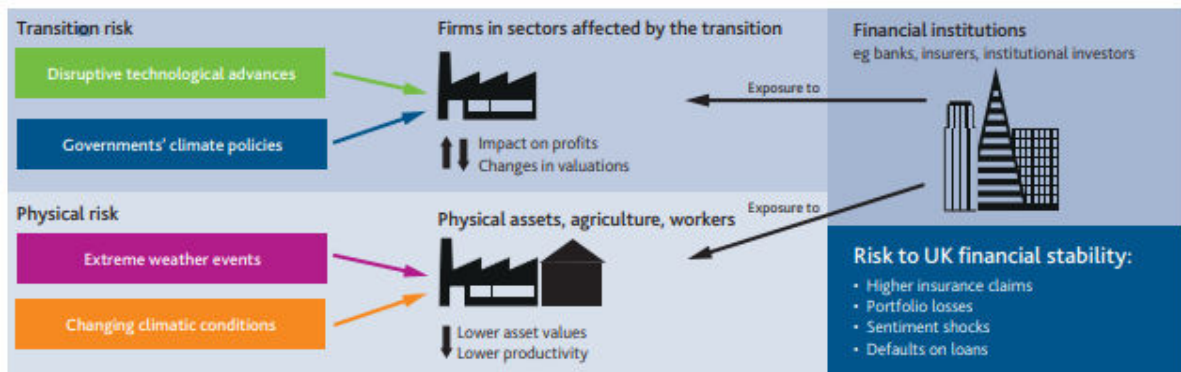 Transition risk
Disruptive technological advances
Governments' climate policies
Firms in sectors affected by the transition
Impact on profits
Changes in valuations
Exposure to
Financial institutions
eg banks, insurers, institutional investors
Physical risk
Extreme weather events
Changing climatic conditions
Physical assets, agriculture, workers
Lower asset values
Lower productivity
Exposure to
Risk to UK financial stability:
• Higher insurance claims
• Portfolio losses
• Sentiment shocks
• Defaults on loans